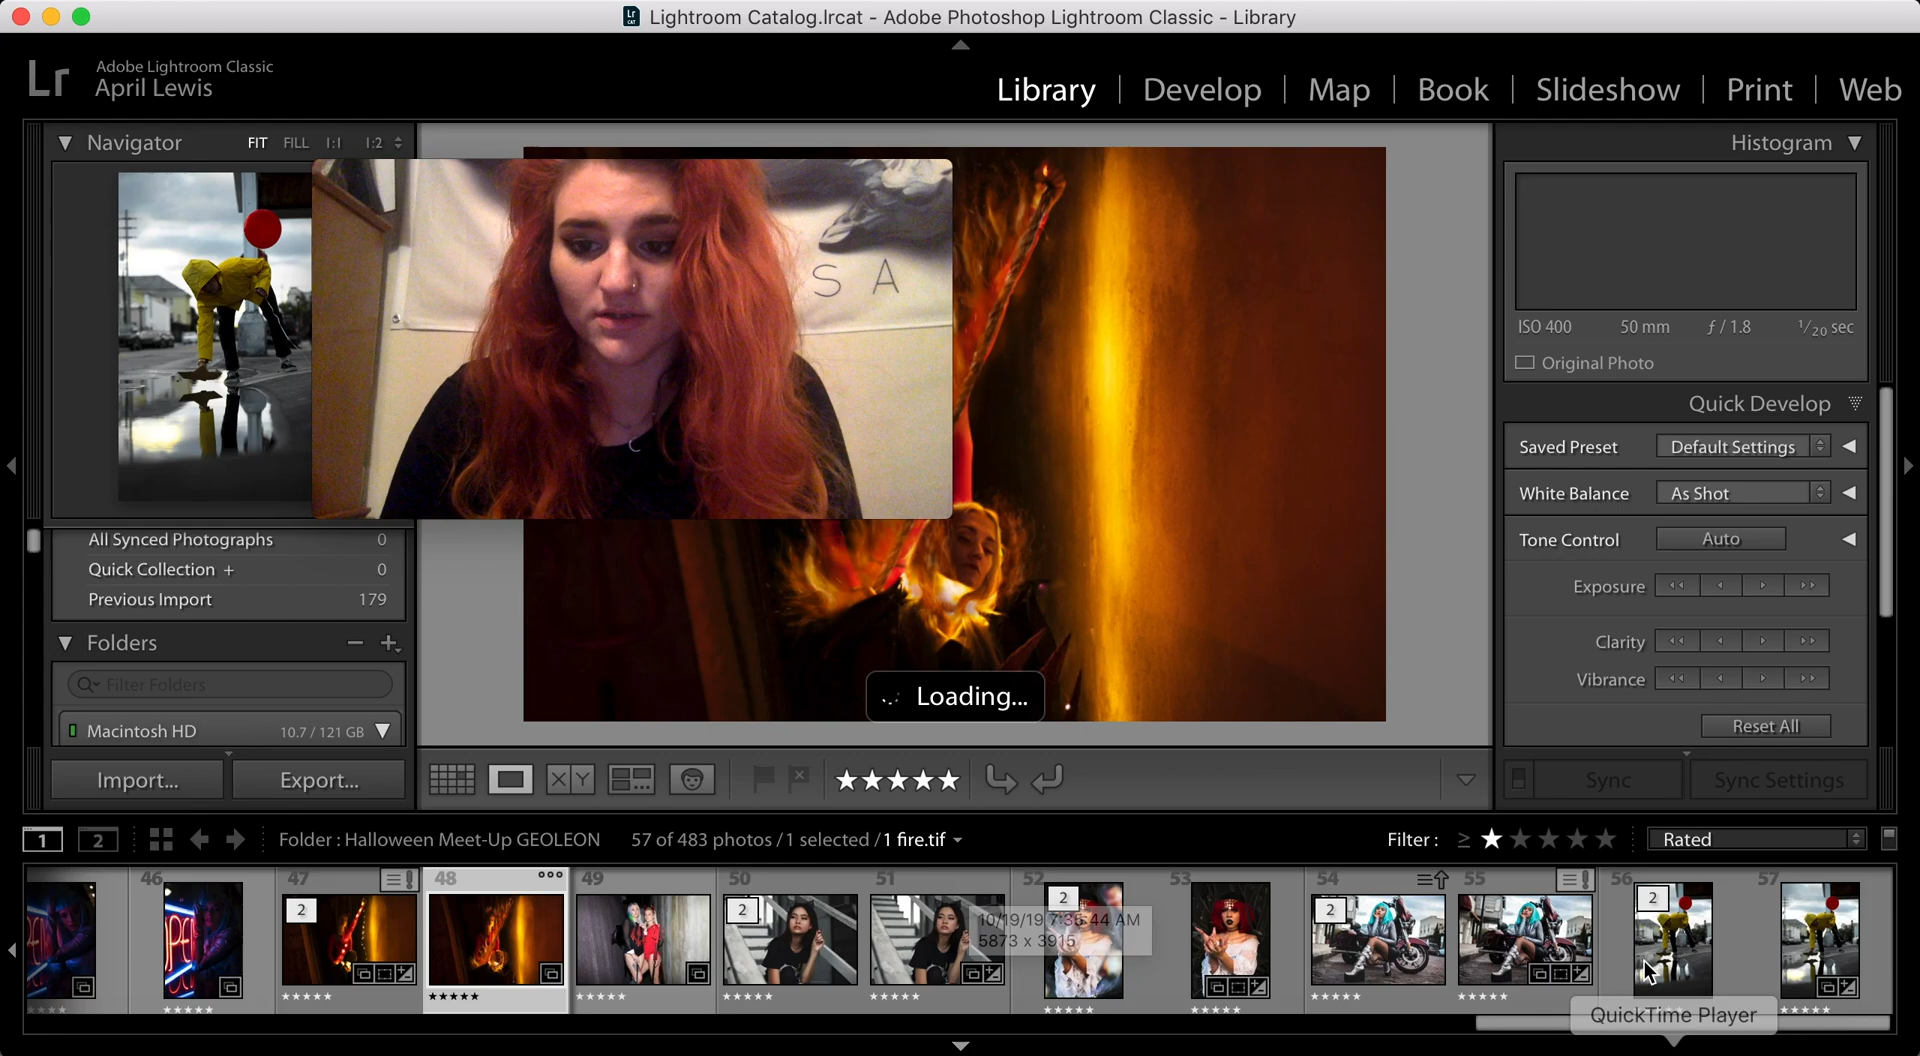 Lightroom Catalog.lrcat - Adobe Photoshop Lightroom Classic - Library
Lr
Adobe Lightroom Classic
April Lewis
Library | Develop | Map | Book | Slideshow | Print | Web
Navigator FIT FILL 1:1 1:2
S A
Histogram
ISO 400 50 mm ƒ / 1.8 1/20 sec
Original Photo
Quick Develop
Saved Preset Default Settings
White Balance As Shot
Tone Control Auto
Exposure
Clarity
Vibrance
Reset All
All Synced Photographs 0
Quick Collection + 0
Previous Import 179
Folders
Filter Folders
Macintosh HD 10.7 / 121 GB
Loading...
Import... Export...
X Y
Sync Sync Settings
1 2 Folder : Halloween Meet-Up GEOLEON 57 of 483 photos / 1 selected / 1 fire.tif Filter : Rated
46 47 48 49 50 51 52 53 54 55 56 57
2 2 2 2 2
10/19/19 7:35:44 AM
5873 x 3915
QuickTime Player